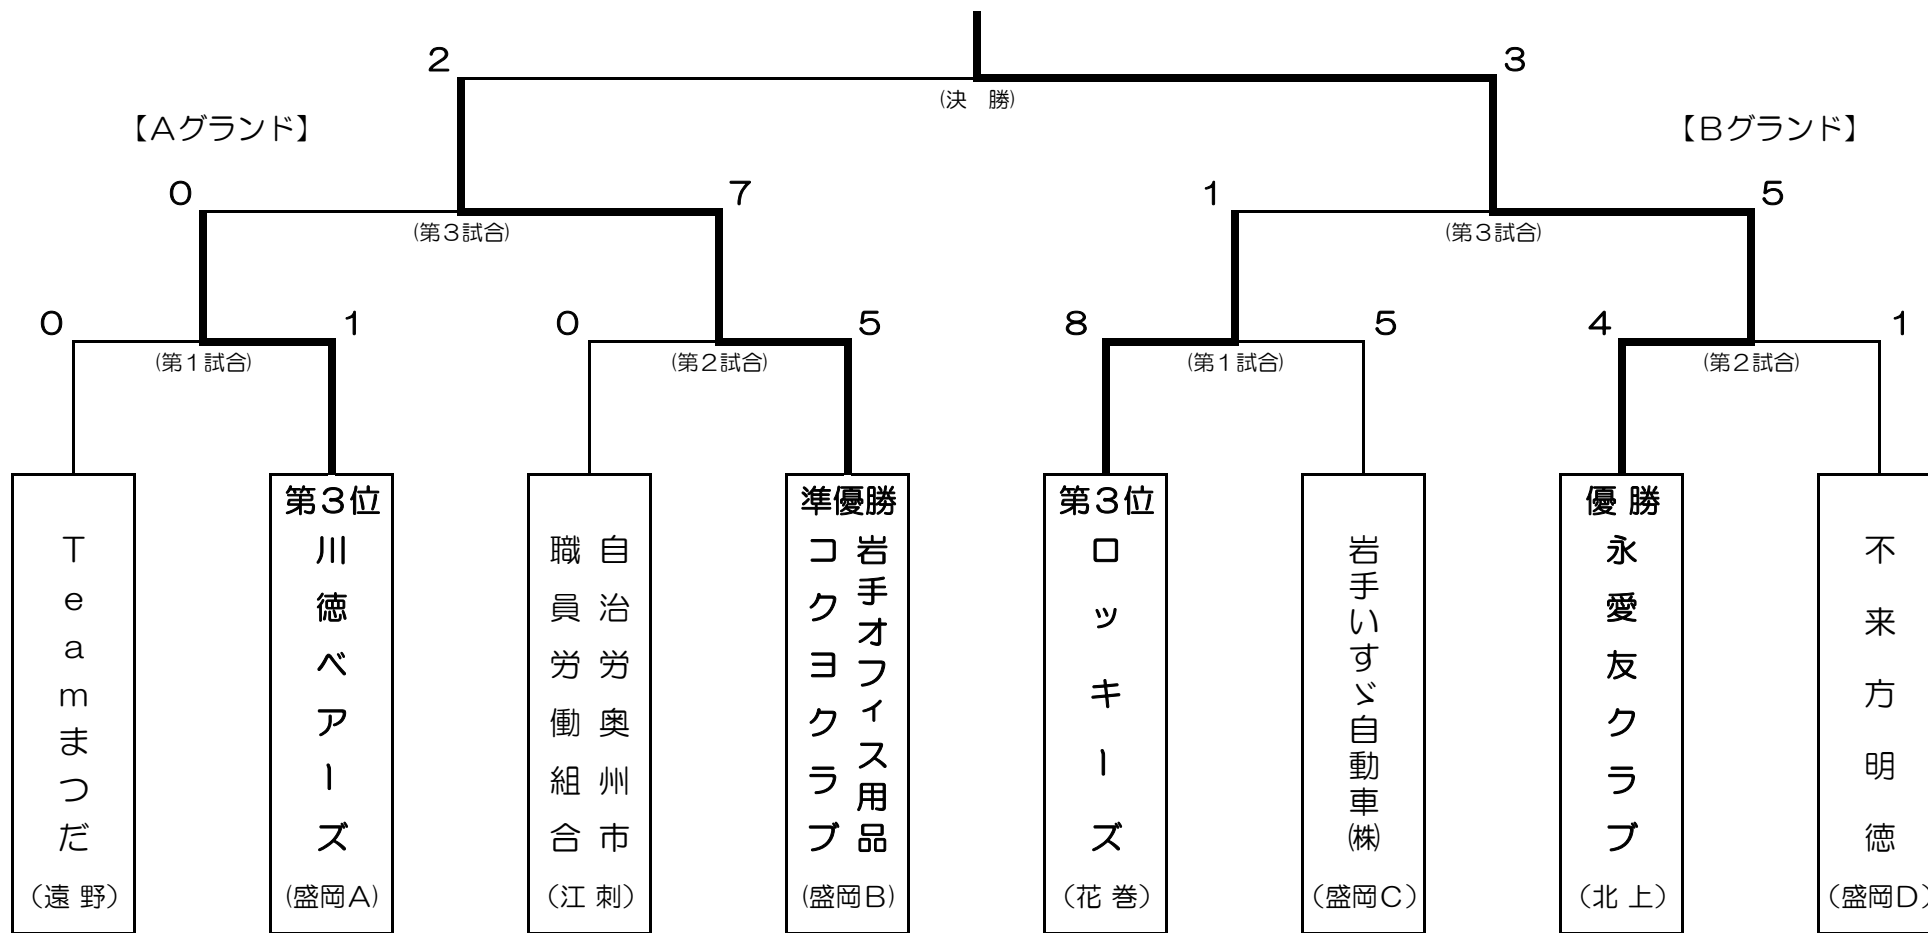 2
3
(決　勝)
【Aグランド】
【Bグランド】
0
7
1
5
(第3試合)
(第3試合)
0
1
0
5
8
5
4
1
(第1試合)
(第2試合)
(第1試合)
(第2試合)
Teamまつだ
(遠 野)
第3位
川徳ベアーズ
(盛岡A)
自治労奥州市
職員労働組合
(江 刺)
準優勝
岩手オフィス用品
コクヨクラブ
(盛岡B)
第3位
ロッキーズ
(花 巻)
岩手いすゞ自動車㈱
(盛岡C)
優 勝
永愛友クラブ
(北 上)
不来方明徳
(盛岡D)